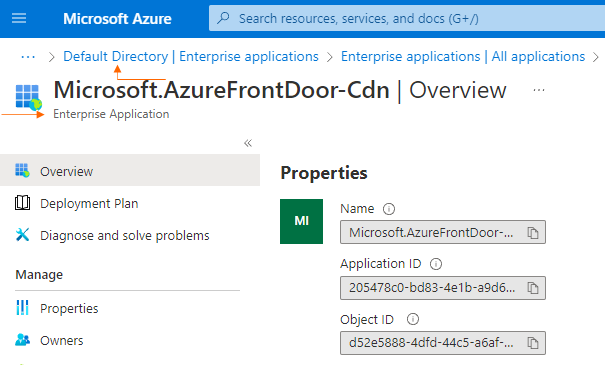 Microsoft Azure
Search resources, services, and docs (G+/)
··· > Default Directory | Enterprise applications > Enterprise applications | All applications >
Microsoft.AzureFrontDoor-Cdn | Overview ···
Enterprise Application
«
Overview
Deployment Plan
Diagnose and solve problems
Manage
Properties
Owners
Properties
MI
Name
Microsoft.AzureFrontDoor-...
Application ID
205478c0-bd83-4e1b-a9d6...
Object ID
d52e5888-4dfd-44c5-a6af-...